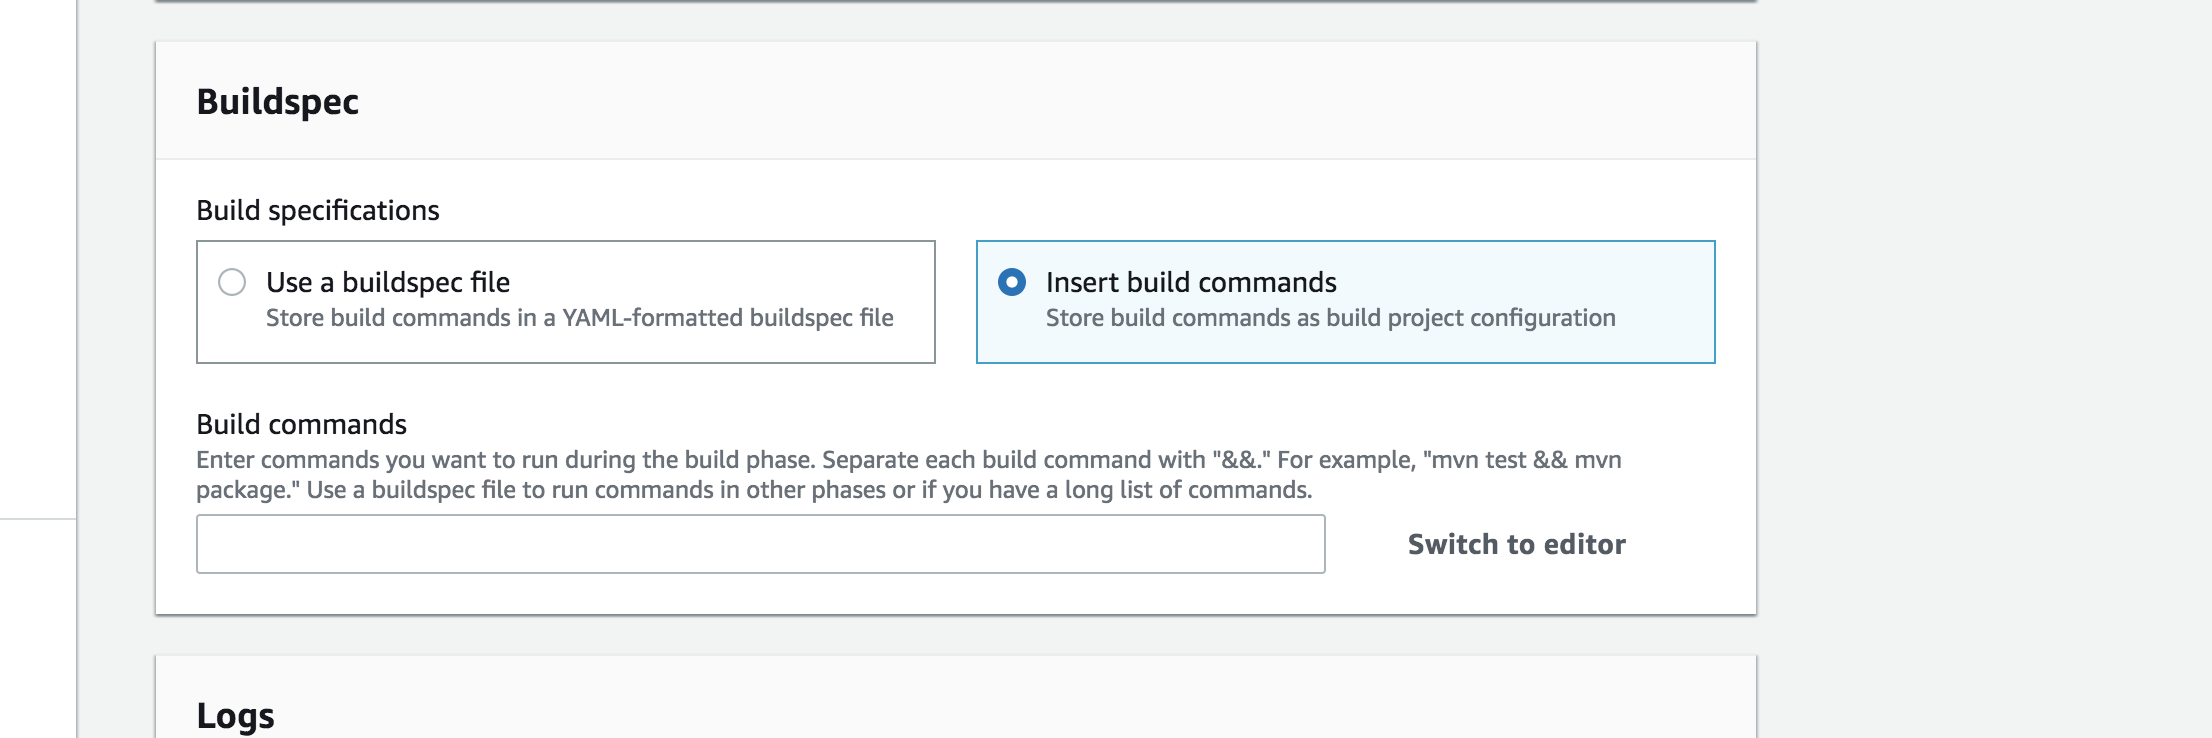 Buildspec
Build specifications
Use a buildspec file
Store build commands in a YAML-formatted buildspec file
Insert build commands
Store build commands as build project configuration
Build commands
Enter commands you want to run during the build phase. Separate each build command with "&&." For example, "mvn test && mvn
package." Use a buildspec file to run commands in other phases or if you have a long list of commands.
Switch to editor
Logs